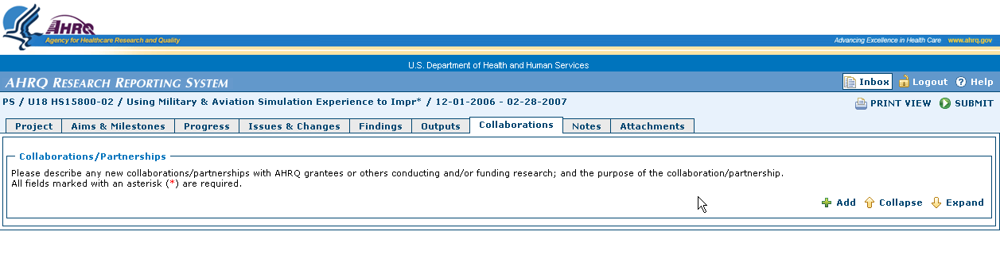 AHRQ
Agency for Healthcare Research and Quality
Advancing Excellence in Health Care www.ahrq.gov
U.S. Department of Health and Human Services
AHRQ RESEARCH REPORTING SYSTEM
Inbox Logout Help
PS / U18 HS15800-02 / Using Military & Aviation Simulation Experience to Impr* / 12-01-2006 - 02-28-2007
PRINT VIEW SUBMIT
Project Aims & Milestones Progress Issues & Changes Findings Outputs Collaborations Notes Attachments
Collaborations/Partnerships
Please describe any new collaborations/partnerships with AHRQ grantees or others conducting and/or funding research; and the purpose of the collaboration/partnership.
All fields marked with an asterisk (*) are required.
Add Collapse Expand